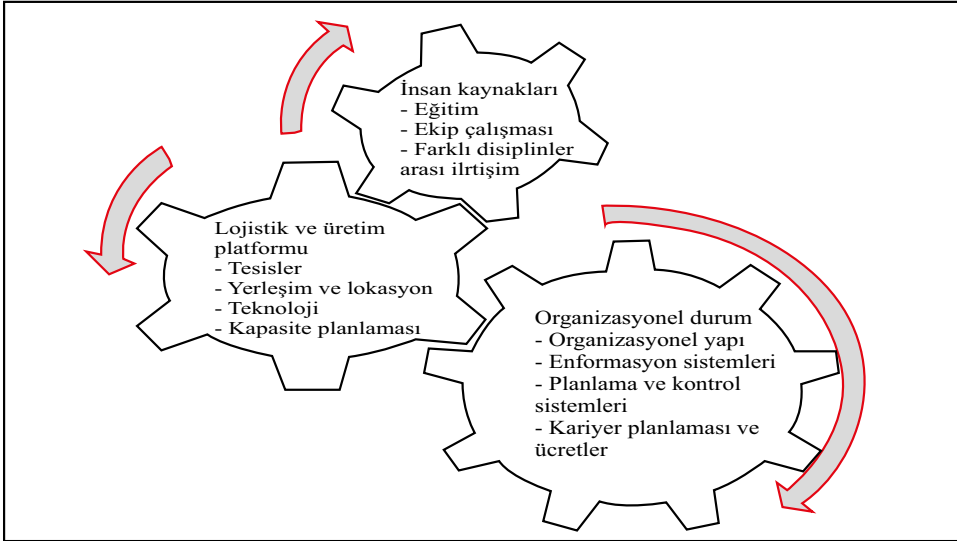 İnsan kaynakları
- Eğitim
- Ekip çalışması
- Farklı disiplinler
arası ilrtişim
Lojistik ve üretim
platformu
- Tesisler
- Yerleşim ve lokasyon
- Teknoloji
- Kapasite planlaması
Organizasyonel durum
- Organizasyonel yapı
- Enformasyon sistemleri
- Planlama ve kontrol
sistemleri
- Kariyer planlaması ve
ücretler